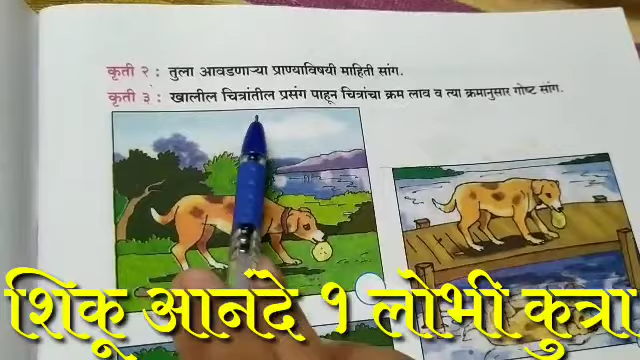 कृती २ : तुला आवडणाऱ्या प्राण्याविषयी माहिती सांग.
कृती ३ : खालील चित्रांतील प्रसंग पाहून चित्रांचा क्रम लाव व त्या क्रमानुसार गोष्ट सांग.
शिकू आनंदे १ लोभी कुत्रा